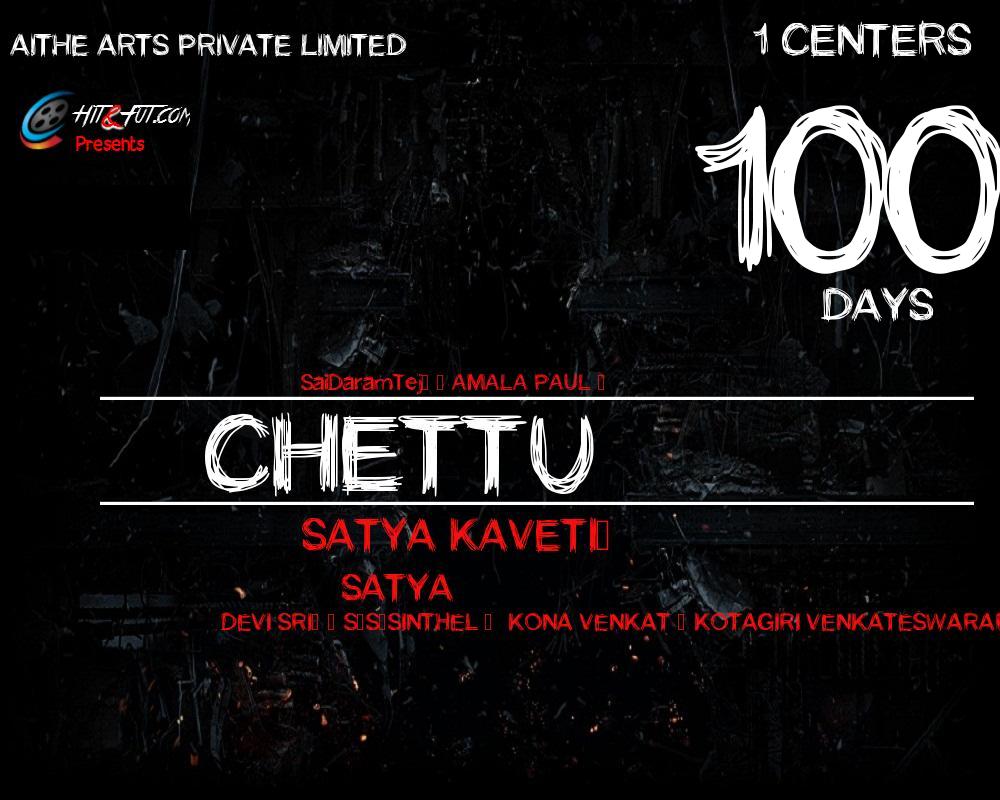 AITHE ARTS PRIVATE LIMITED
1 CENTERS
HIT&FUT.COM
Presents
100
DAYS
SaiDaramTej▯ ▯ AMALA PAUL ▯
CHETTU
SATYA KAVETI▯
SATYA
DEVI SRI▯ ▯ S▯S▯SINTHEL ▯ KONA VENKAT ▯ KOTAGIRI VENKATESWARA